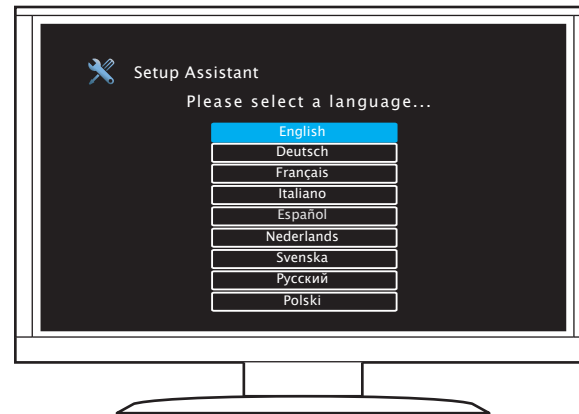 Setup Assistant
Please select a language...
English
Deutsch
Français
Italiano
Español
Nederlands
Svenska
Русский
Polski